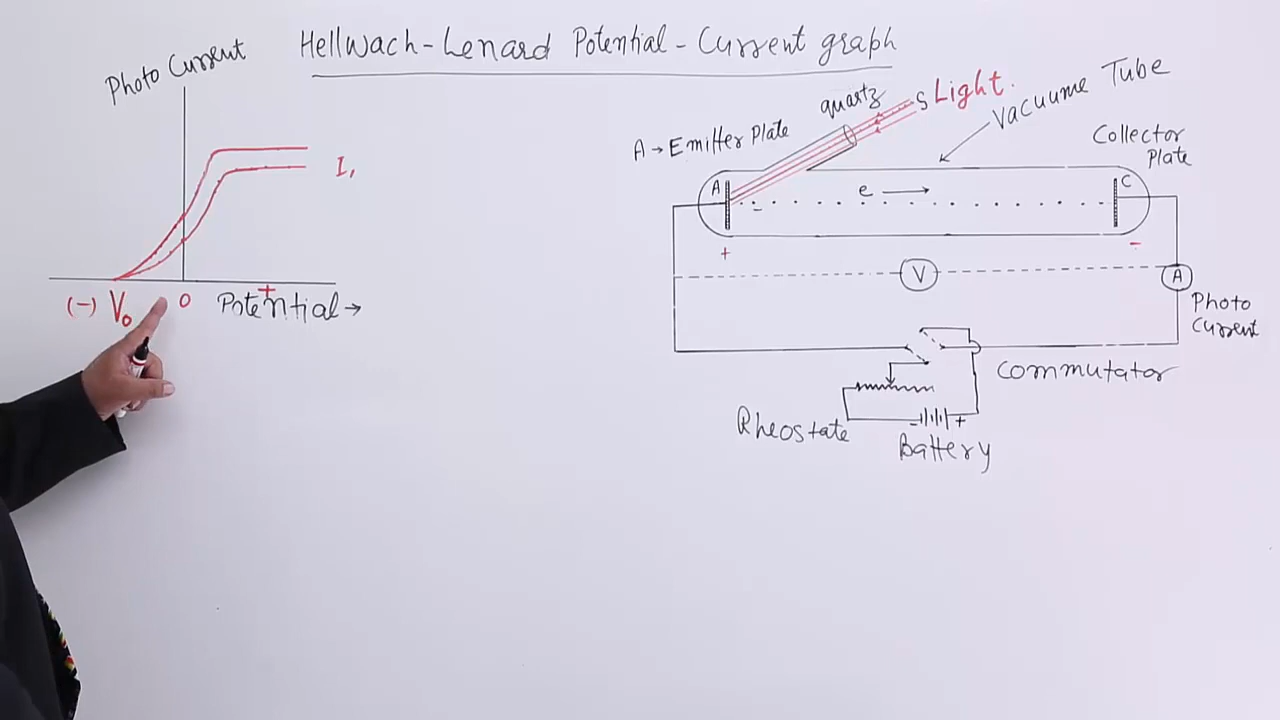 Hellwach-Lenard Potential-Current graph
Photo Current
I₁
(-) V₀ 0 Potential →
+
A→Emitter Plate
quartz
S Light.
Vacuume Tube
Collector
Plate
A
e →
C
-
+
-
V
A
Photo
Current
Commutator
Rheostate
- +
Battery